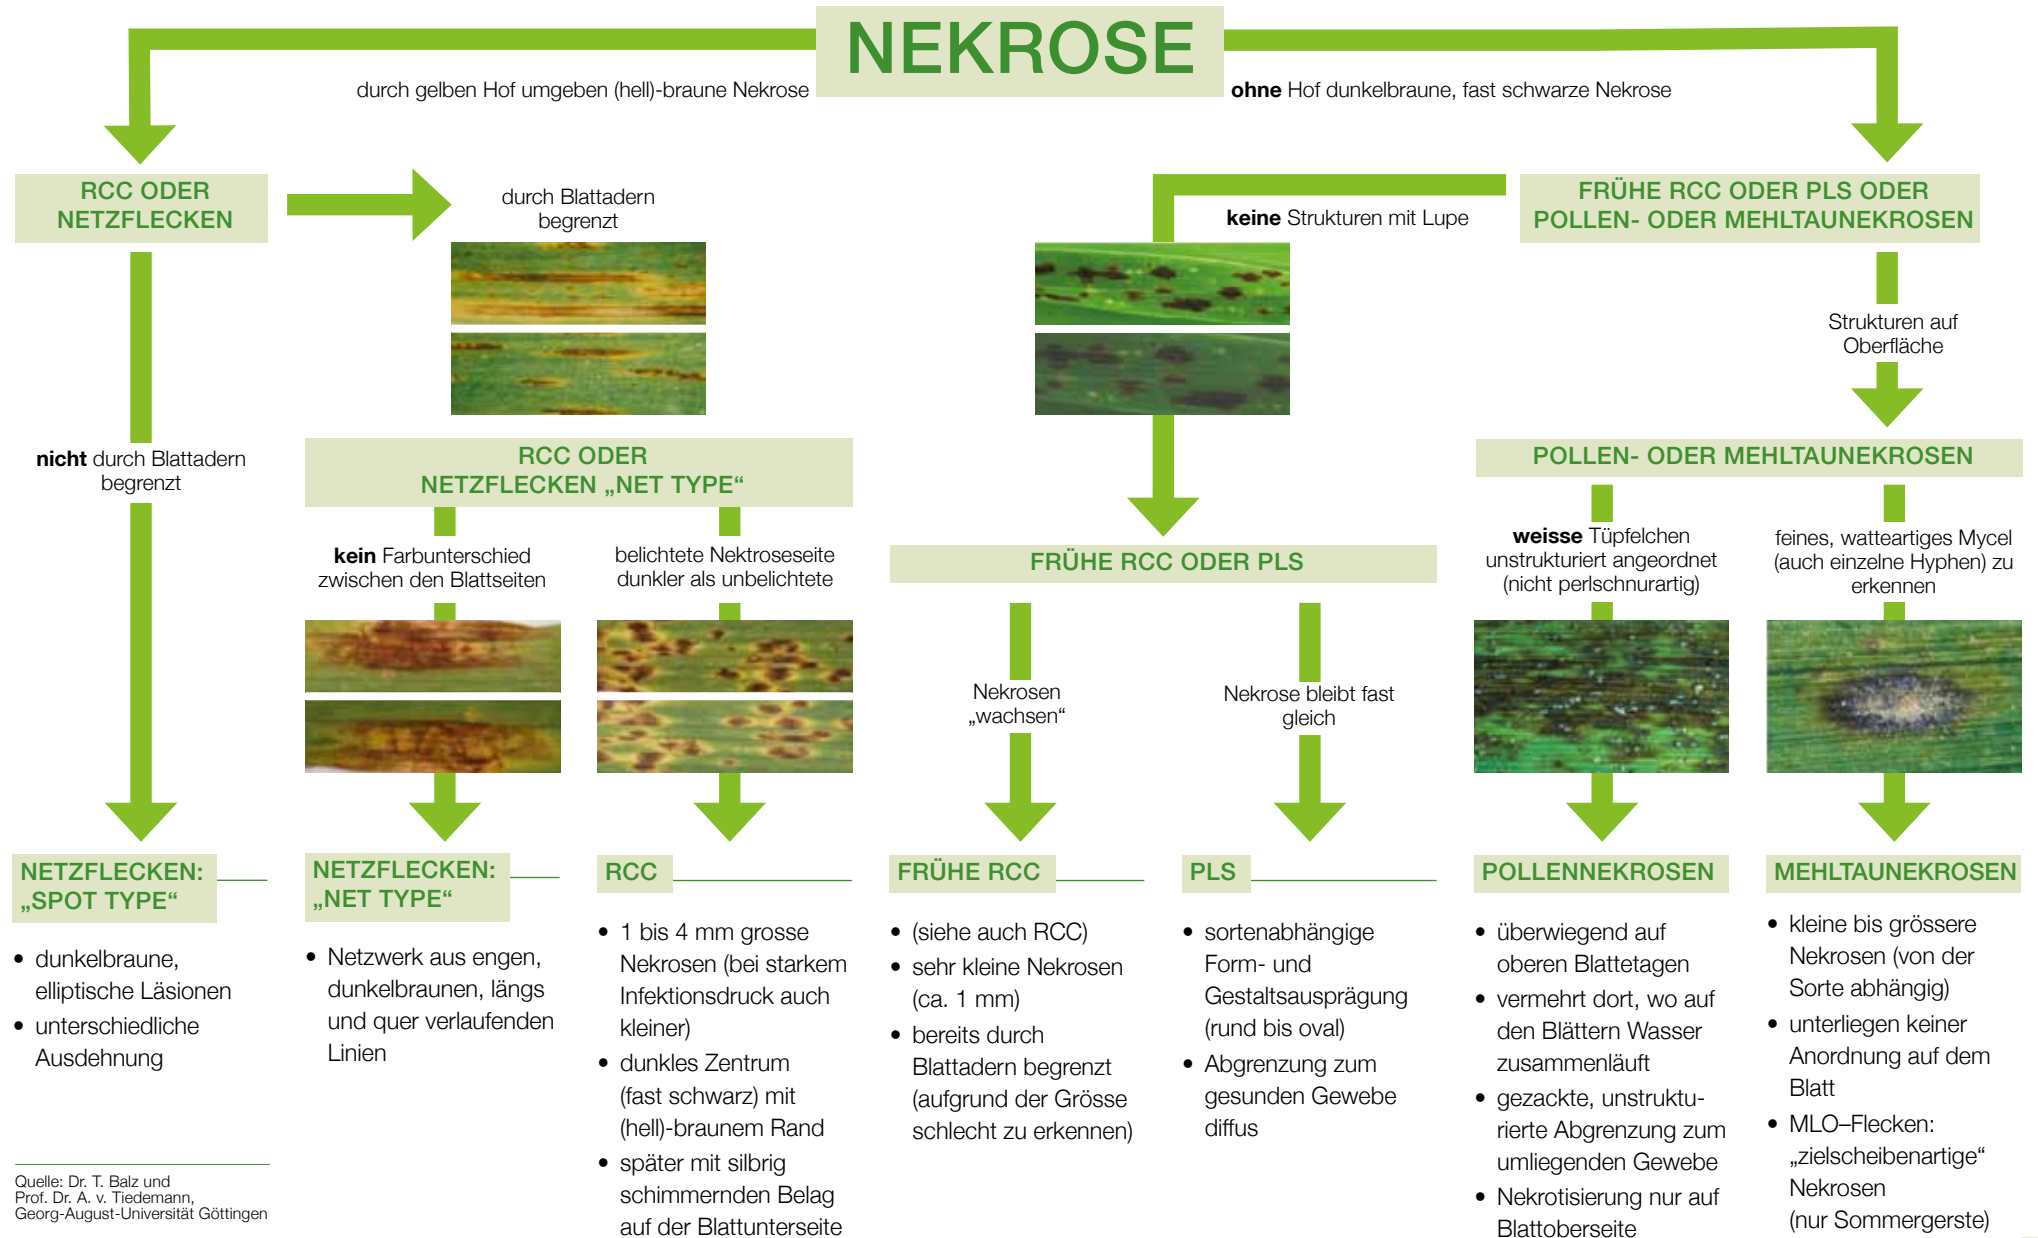 NEKROSE
durch gelben Hof umgeben (hell)-braune Nekrose
ohne Hof dunkelbraune, fast schwarze Nekrose
RCC ODER
NETZFLECKEN
durch Blattadern
begrenzt
keine Strukturen mit Lupe
FRÜHE RCC ODER PLS ODER
POLLEN- ODER MEHLTAUNEKROSEN
Strukturen auf
Oberfläche
nicht durch Blattadern
begrenzt
RCC ODER
NETZFLECKEN „NET TYPE“
POLLEN- ODER MEHLTAUNEKROSEN
kein Farbunterschied
zwischen den Blattseiten
belichtete Nektroseseite
dunkler als unbelichtete
FRÜHE RCC ODER PLS
weisse Tüpfelchen
unstrukturiert angeordnet
(nicht perlschnurartig)
feines, watteartiges Mycel
(auch einzelne Hyphen) zu
erkennen
Nekrosen
„wachsen“
Nekrose bleibt fast
gleich
NETZFLECKEN:
„SPOT TYPE“
• dunkelbraune,
elliptische Läsionen
• unterschiedliche
Ausdehnung
NETZFLECKEN:
„NET TYPE“
• Netzwerk aus engen,
dunkelbraunen, längs
und quer verlaufenden
Linien
RCC
• 1 bis 4 mm grosse
Nekrosen (bei starkem
Infektionsdruck auch
kleiner)
• dunkles Zentrum
(fast schwarz) mit
(hell)-braunem Rand
• später mit silbrig
schimmernden Belag
auf der Blattunterseite
FRÜHE RCC
• (siehe auch RCC)
• sehr kleine Nekrosen
(ca. 1 mm)
• bereits durch
Blattadern begrenzt
(aufgrund der Grösse
schlecht zu erkennen)
PLS
• sortenabhängige
Form- und
Gestaltsausprägung
(rund bis oval)
• Abgrenzung zum
gesunden Gewebe
diffus
POLLENNEKROSEN
• überwiegend auf
oberen Blattetagen
• vermehrt dort, wo auf
den Blättern Wasser
zusammenläuft
• gezackte, unstruktu-
rierte Abgrenzung zum
umliegenden Gewebe
• Nekrotisierung nur auf
Blattoberseite
MEHLTAUNEKROSEN
• kleine bis grössere
Nekrosen (von der
Sorte abhängig)
• unterliegen keiner
Anordnung auf dem
Blatt
• MLO–Flecken:
„zielscheibenartige“
Nekrosen
(nur Sommergerste)
Quelle: Dr. T. Balz und
Prof. Dr. A. v. Tiedemann,
Georg-August-Universität Göttingen